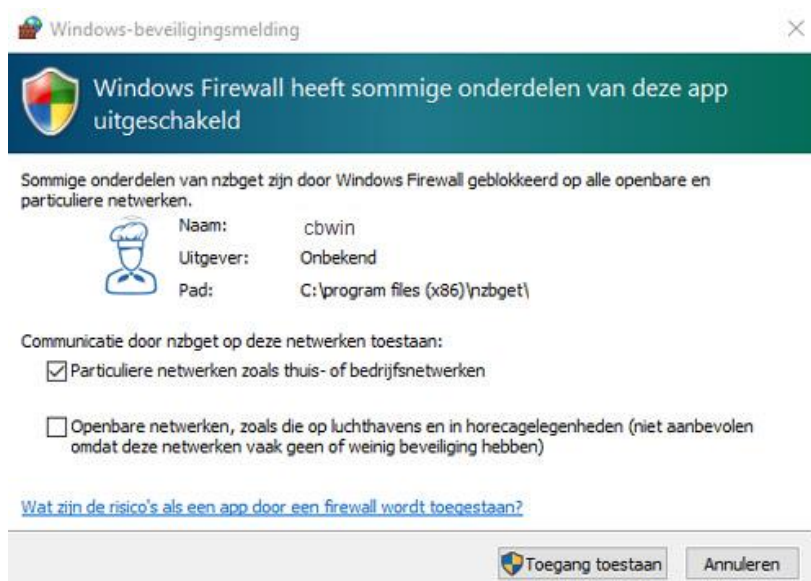 Windows-beveiligingsmelding
Windows Firewall heeft sommige onderdelen van deze app
uitgeschakeld
Sommige onderdelen van nzbget zijn door Windows Firewall geblokkeerd op alle openbare en
particuliere netwerken.
Naam: cbwin
Uitgever: Onbekend
Pad: C:\program files (x86)\nzbget\
Communicatie door nzbget op deze netwerken toestaan:
Particuliere netwerken zoals thuis- of bedrijfsnetwerken
Openbare netwerken, zoals die op luchthavens en in horecagelegenheden (niet aanbevolen
omdat deze netwerken vaak geen of weinig beveiliging hebben)
Wat zijn de risico's als een app door een firewall wordt toegestaan?
Toegang toestaan Annuleren